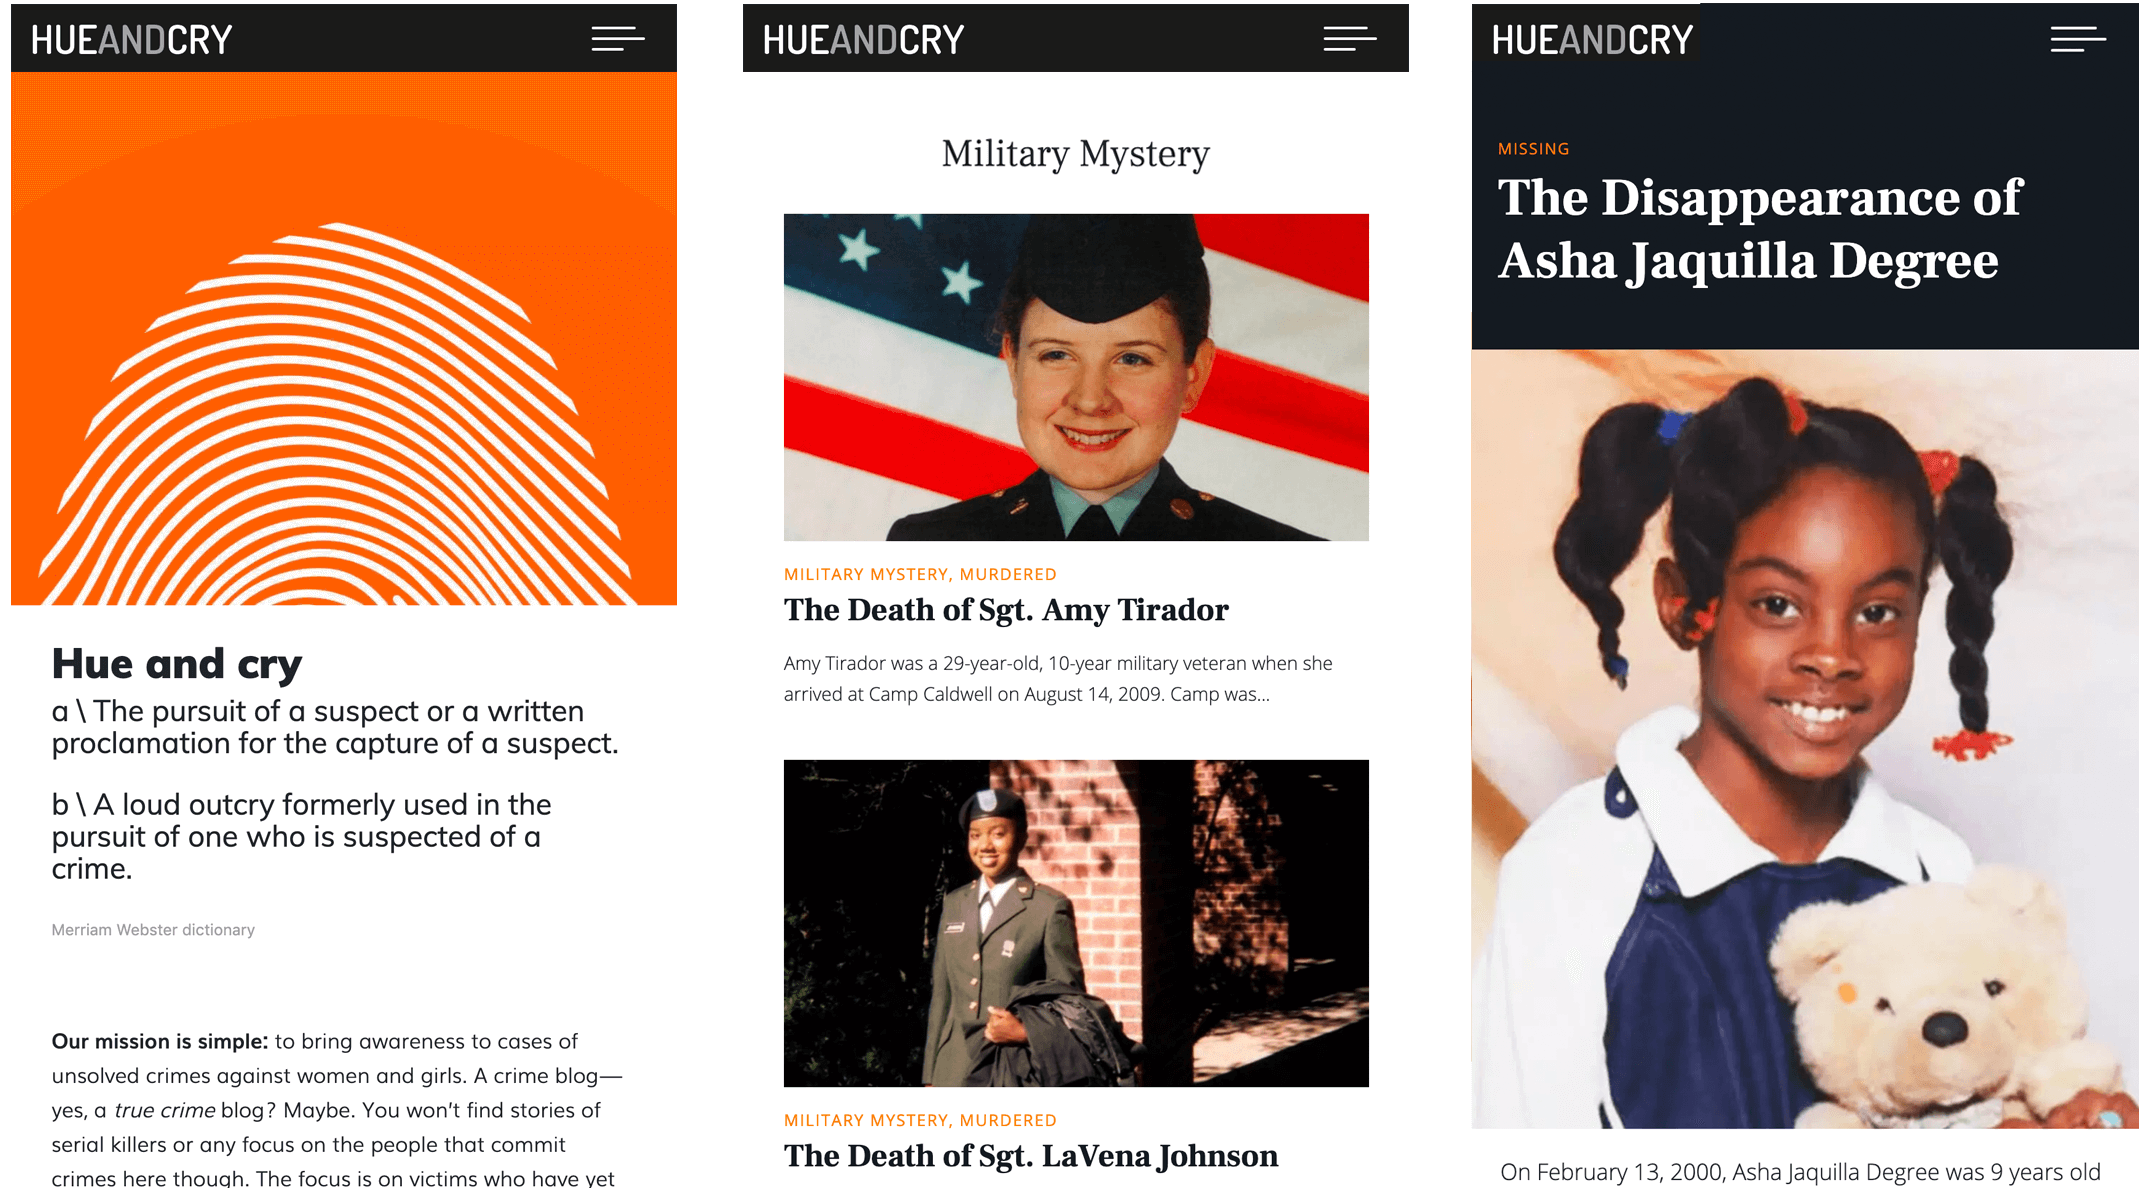 HUEANDCRY
Hue and cry
a \ The pursuit of a suspect or a written
proclamation for the capture of a suspect.
b \ A loud outcry formerly used in the
pursuit of one who is suspected of a
crime.
Merriam Webster dictionary
Our mission is simple: to bring awareness to cases of
unsolved crimes against women and girls. A crime blog—
yes, a true crime blog? Maybe. You won't find stories of
serial killers or any focus on the people that commit
crimes here though. The focus is on victims who have yet
HUEANDCRY
Military Mystery
MILITARY MYSTERY, MURDERED
The Death of Sgt. Amy Tirador
Amy Tirador was a 29-year-old, 10-year military veteran when she
arrived at Camp Caldwell on August 14, 2009. Camp was...
MILITARY MYSTERY, MURDERED
The Death of Sgt. LaVena Johnson
HUEANDCRY
MISSING
The Disappearance of
Asha Jaquilla Degree
On February 13, 2000, Asha Jaquilla Degree was 9 years old